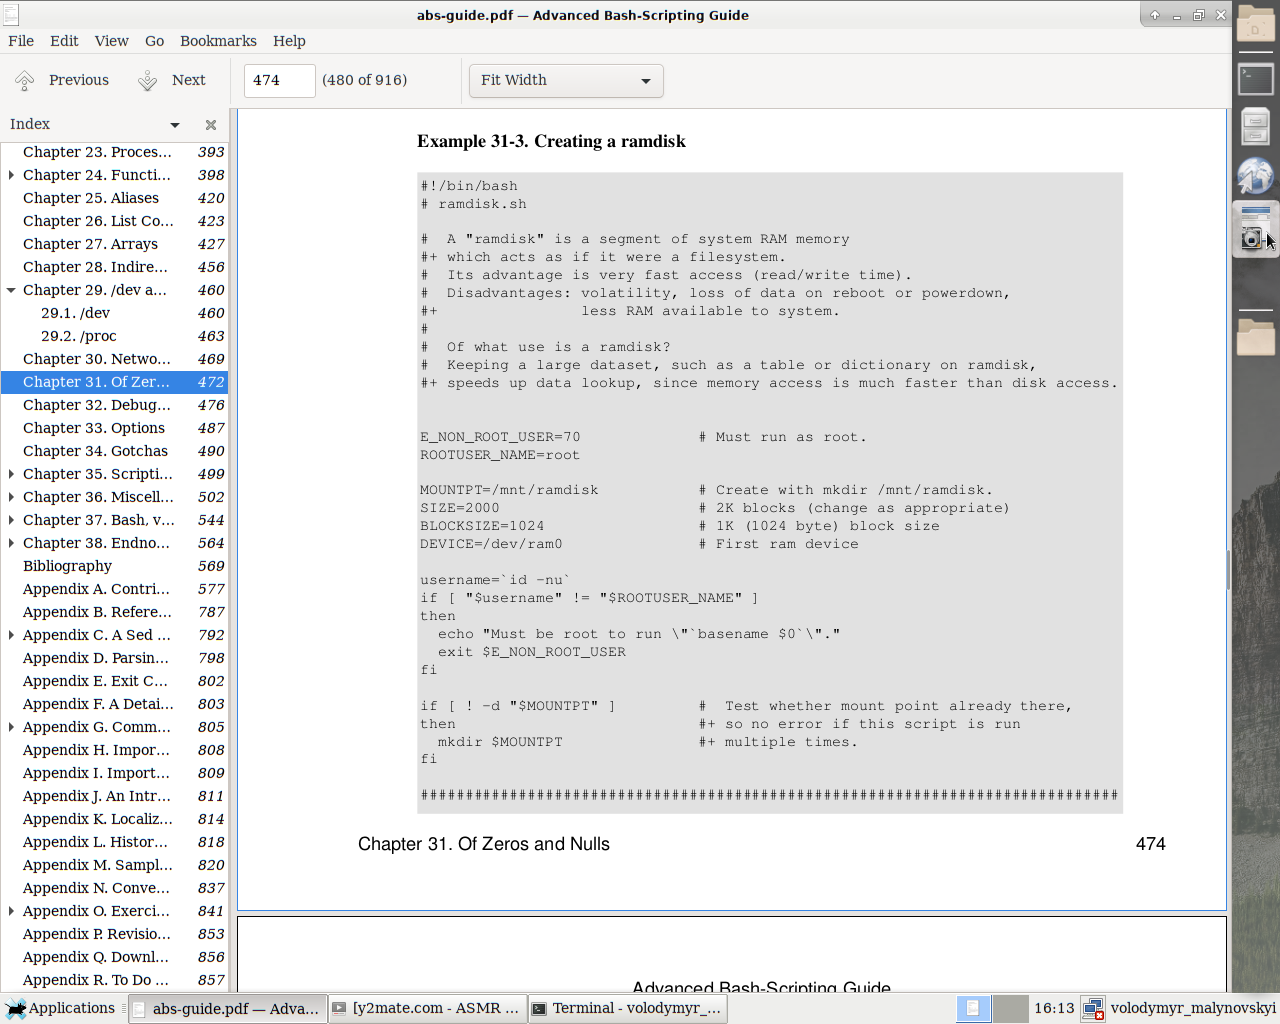 abs-guide.pdf — Advanced Bash-Scripting Guide
File Edit View Go Bookmarks Help
Previous Next 474 (480 of 916) Fit Width
Index
Chapter 23. Proces... 393
Chapter 24. Functi... 398
Chapter 25. Aliases 420
Chapter 26. List Co... 423
Chapter 27. Arrays 427
Chapter 28. Indire... 456
Chapter 29. /dev a... 460
29.1. /dev 460
29.2. /proc 463
Chapter 30. Netwo... 469
Chapter 31. Of Zer... 472
Chapter 32. Debug... 476
Chapter 33. Options 487
Chapter 34. Gotchas 490
Chapter 35. Scripti... 499
Chapter 36. Miscell... 502
Chapter 37. Bash, v... 544
Chapter 38. Endno... 564
Bibliography 569
Appendix A. Contri... 577
Appendix B. Refere... 787
Appendix C. A Sed ... 792
Appendix D. Parsin... 798
Appendix E. Exit C... 802
Appendix F. A Detai... 803
Appendix G. Comm... 805
Appendix H. Impor... 808
Appendix I. Import... 809
Appendix J. An Intr... 811
Appendix K. Localiz... 814
Appendix L. Histor... 818
Appendix M. Sampl... 820
Appendix N. Conve... 837
Appendix O. Exerci... 841
Appendix P. Revisio... 853
Appendix Q. Downl... 856
Appendix R. To Do ... 857
Example 31-3. Creating a ramdisk
#!/bin/bash
# ramdisk.sh
#  A "ramdisk" is a segment of system RAM memory
#+ which acts as if it were a filesystem.
#  Its advantage is very fast access (read/write time).
#  Disadvantages: volatility, loss of data on reboot or powerdown,
#+                less RAM available to system.
#
#  Of what use is a ramdisk?
#  Keeping a large dataset, such as a table or dictionary on ramdisk,
#+ speeds up data lookup, since memory access is much faster than disk access.
E_NON_ROOT_USER=70             # Must run as root.
ROOTUSER_NAME=root
MOUNTPT=/mnt/ramdisk           # Create with mkdir /mnt/ramdisk.
SIZE=2000                      # 2K blocks (change as appropriate)
BLOCKSIZE=1024                 # 1K (1024 byte) block size
DEVICE=/dev/ram0               # First ram device
username=`id -nu`
if [ "$username" != "$ROOTUSER_NAME" ]
then
  echo "Must be root to run \"`basename $0`\"."
  exit $E_NON_ROOT_USER
fi
if [ ! -d "$MOUNTPT" ]         #  Test whether mount point already there,
then                           #+ so no error if this script is run
  mkdir $MOUNTPT               #+ multiple times.
fi
##############################################################################
Chapter 31. Of Zeros and Nulls 474
Advanced Bash-Scripting Guide
Applications abs-guide.pdf — Adva... [y2mate.com - ASMR ... Terminal - volodymyr_... 16:13 volodymyr_malynovskyi